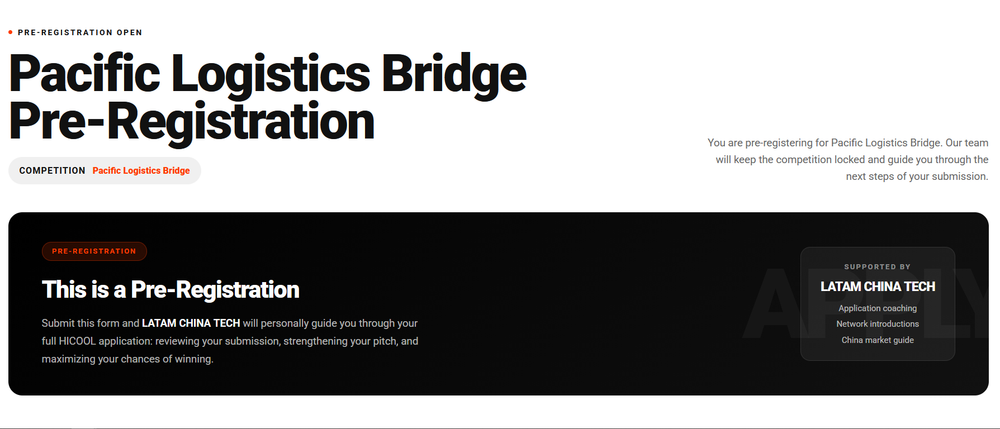 PRE-REGISTRATION OPEN
Pacific Logistics Bridge
Pre-Registration
COMPETITION Pacific Logistics Bridge
You are pre-registering for Pacific Logistics Bridge. Our team
will keep the competition locked and guide you through the
next steps of your submission.
PRE-REGISTRATION
This is a Pre-Registration
Submit this form and LATAM CHINA TECH will personally guide you through your
full HICOOL application: reviewing your submission, strengthening your pitch, and
maximizing your chances of winning.
APPLY
SUPPORTED BY
LATAM CHINA TECH
Application coaching
Network introductions
China market guide